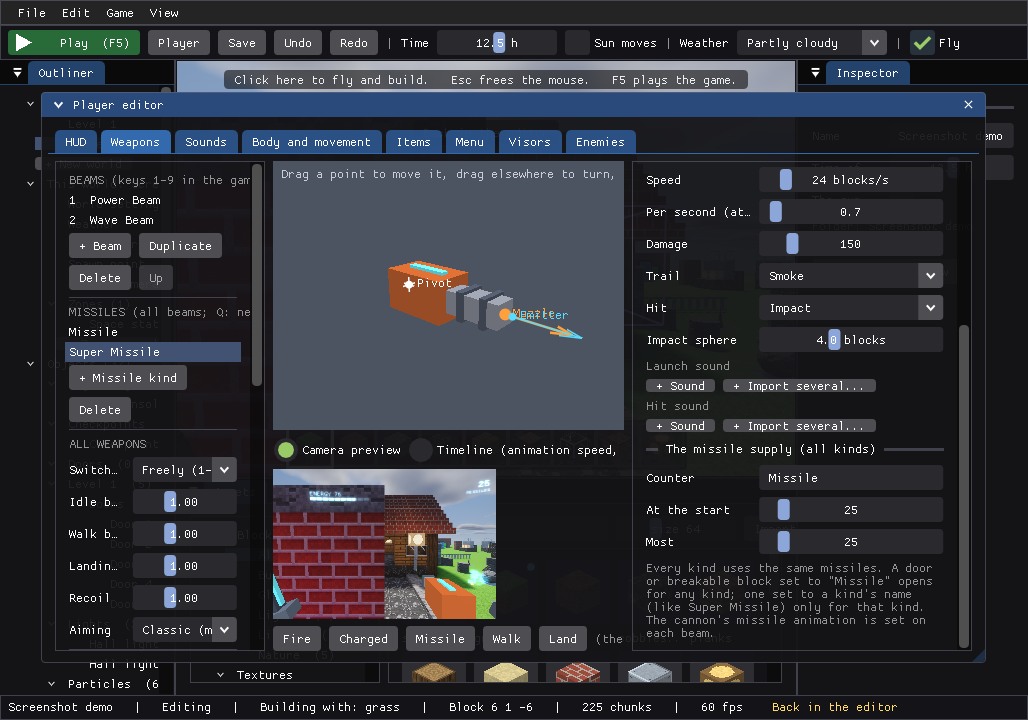 File Edit Game View
Play (F5) Player Save Undo Redo | Time 12.5 h Sun moves | Weather Partly cloudy | Fly
Outliner
Click here to fly and build. Esc frees the mouse. F5 plays the game.
Inspector
Player editor
HUD Weapons Sounds Body and movement Items Menu Visors Enemies
BEAMS (keys 1-9 in the gam
1 Power Beam
2 Wave Beam
+ Beam Duplicate
Delete Up
MISSILES (all beams; Q: ne
Missile
Super Missile
+ Missile kind
Delete
ALL WEAPONS
Switch… Freely (1-
Idle b… 1.00
Walk b… 1.00
Landin… 1.00
Recoil 1.00
Aiming Classic (m
Drag a point to move it, drag elsewhere to turn,
Pivot
Emitter
Camera preview Timeline (animation speed,
ENERGY 76
25
Fire Charged Missile Walk Land (the
Speed 24 blocks/s
Per second (at… 0.7
Damage 150
Trail Smoke
Hit Impact
Impact sphere 4.0 blocks
Launch sound
+ Sound + Import several...
Hit sound
+ Sound + Import several...
The missile supply (all kinds)
Counter Missile
At the start 25
Most 25
Every kind uses the same missiles. A door
or breakable block set to "Missile" opens
for any kind; one set to a kind's name
(like Super Missile) only for that kind.
The cannon's missile animation is set on
each beam.
Name Screenshot demo
Hall light
Particles (6
Textures
Screenshot demo | Editing | Building with: grass | Block 6 1 -6 | 225 chunks | 60 fps Back in the editor